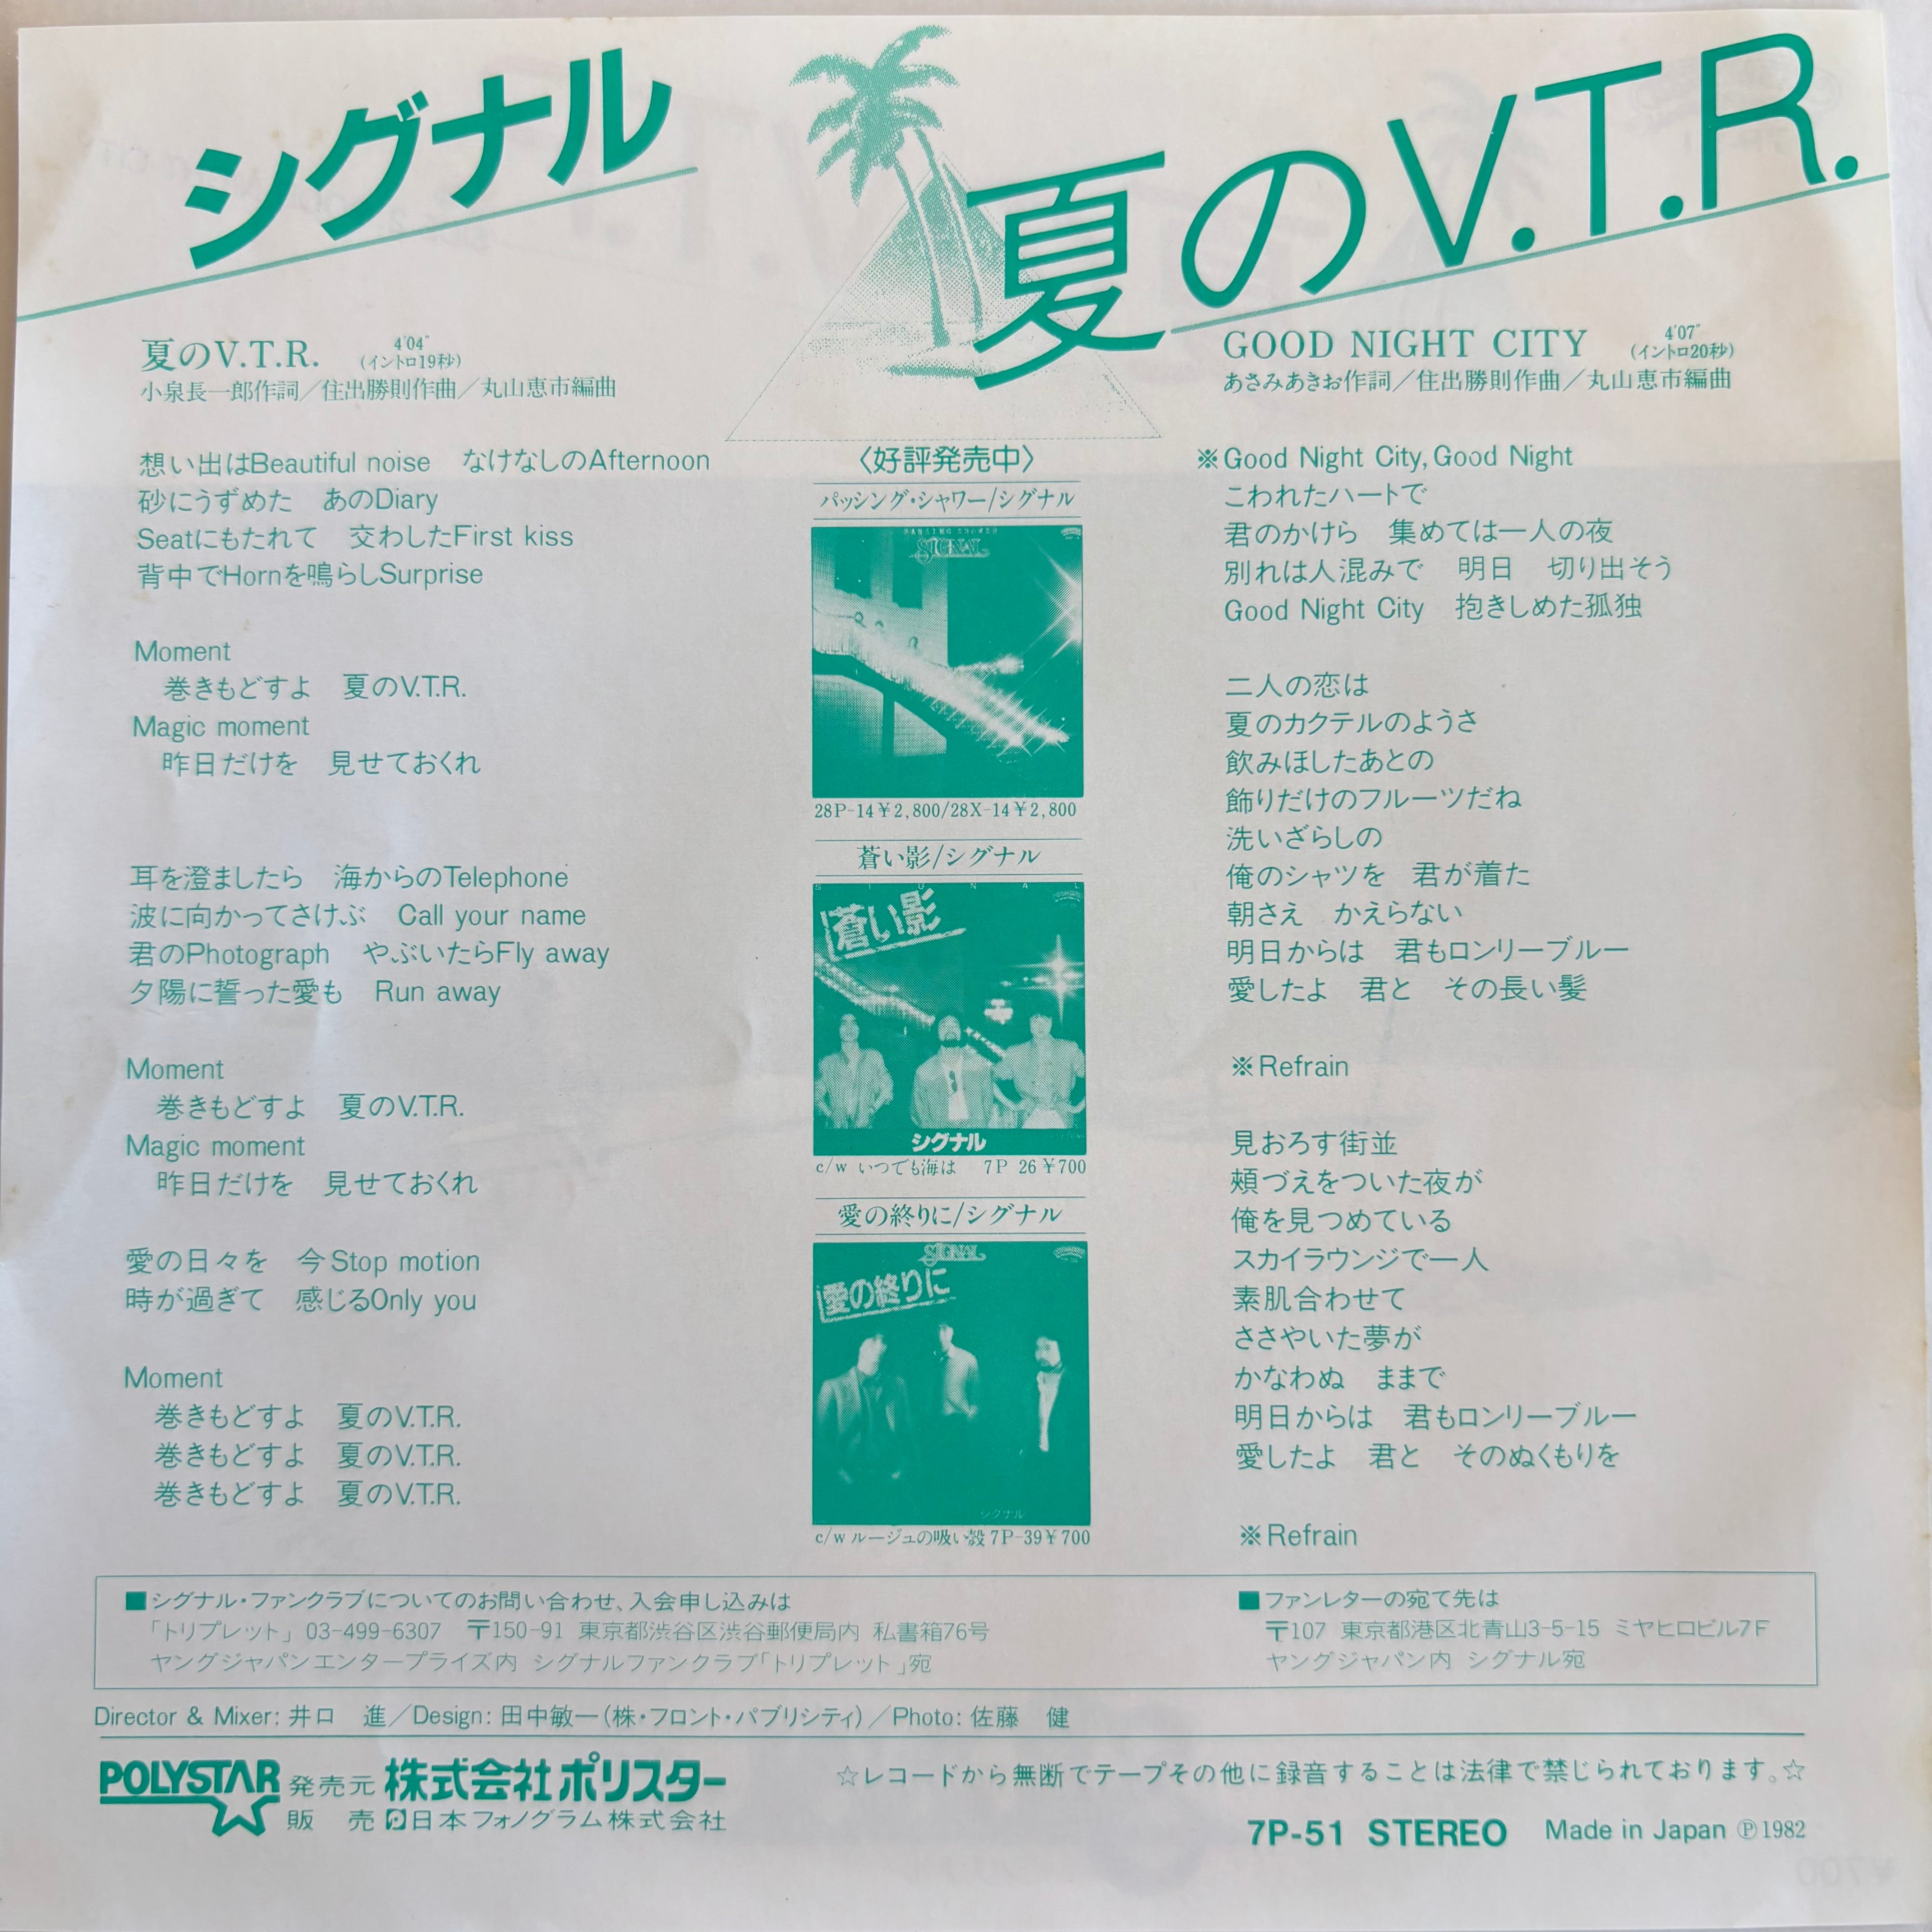 シグナル
夏のV.T.R.
夏のV.T.R. 4'04" (イントロ19秒)
小泉長一郎作詞／住出勝則作曲／丸山恵市編曲
想い出はBeautiful noise　なけなしのAfternoon
砂にうずめた　あのDiary
Seatにもたれて　交わしたFirst kiss
背中でHornを鳴らしSurprise
Moment
巻きもどすよ　夏のV.T.R.
Magic moment
昨日だけを　見せておくれ
耳を澄ましたら　海からのTelephone
波に向かってさけぶ　Call your name
君のPhotograph　やぶいたらFly away
夕陽に誓った愛も　Run away
Moment
巻きもどすよ　夏のV.T.R.
Magic moment
昨日だけを　見せておくれ
愛の日々を　今Stop motion
時が過ぎて　感じるOnly you
Moment
巻きもどすよ　夏のV.T.R.
巻きもどすよ　夏のV.T.R.
巻きもどすよ　夏のV.T.R.
〈好評発売中〉
パッシング・シャワー/シグナル
PASSING SHOWER
SIGNAL
28P-14￥2,800/28X-14￥2,800
蒼い影/シグナル
SIGNAL
蒼い影
シグナル
c/w いつでも海は　7P 26￥700
愛の終りに/シグナル
SIGNAL
愛の終りに
シグナル
c/w ルージュの吸い殻 7P-39￥700
GOOD NIGHT CITY 4'07" (イントロ20秒)
あさみあきお作詞／住出勝則作曲／丸山恵市編曲
※Good Night City, Good Night
こわれたハートで
君のかけら　集めては一人の夜
別れは人混みで　明日　切り出そう
Good Night City　抱きしめた孤独
二人の恋は
夏のカクテルのようさ
飲みほしたあとの
飾りだけのフルーツだね
洗いざらしの
俺のシャツを　君が着た
朝さえ　かえらない
明日からは　君もロンリーブルー
愛したよ　君と　その長い髪
※Refrain
見おろす街並
頰づえをついた夜が
俺を見つめている
スカイラウンジで一人
素肌合わせて
ささやいた夢が
かなわぬ　ままで
明日からは　君もロンリーブルー
愛したよ　君と　そのぬくもりを
※Refrain
■シグナル・ファンクラブについてのお問い合わせ、入会申し込みは
「トリプレット」 03-499-6307　〒150-91 東京都渋谷区渋谷郵便局内 私書箱76号
ヤングジャパンエンタープライズ内 シグナルファンクラブ「トリプレット」宛
■ファンレターの宛て先は
〒107 東京都港区北青山3-5-15 ミヤヒロビル7F
ヤングジャパン内 シグナル宛
Director & Mixer: 井口　進／Design: 田中敏一(株・フロント・パブリシティ)／Photo: 佐藤　健
POLYSTAR 発売元 株式会社ポリスター
販　売 日本フォノグラム株式会社
☆レコードから無断でテープその他に録音することは法律で禁じられております。☆
7P-51 STEREO Made in Japan Ⓟ1982